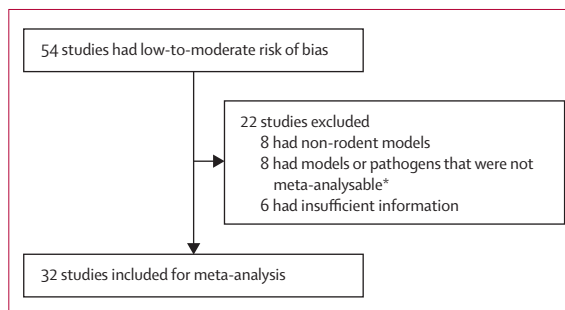 54 studies had low-to-moderate risk of bias
22 studies excluded
8 had non-rodent models
8 had models or pathogens that were not
meta-analysable*
6 had insufficient information
32 studies included for meta-analysis